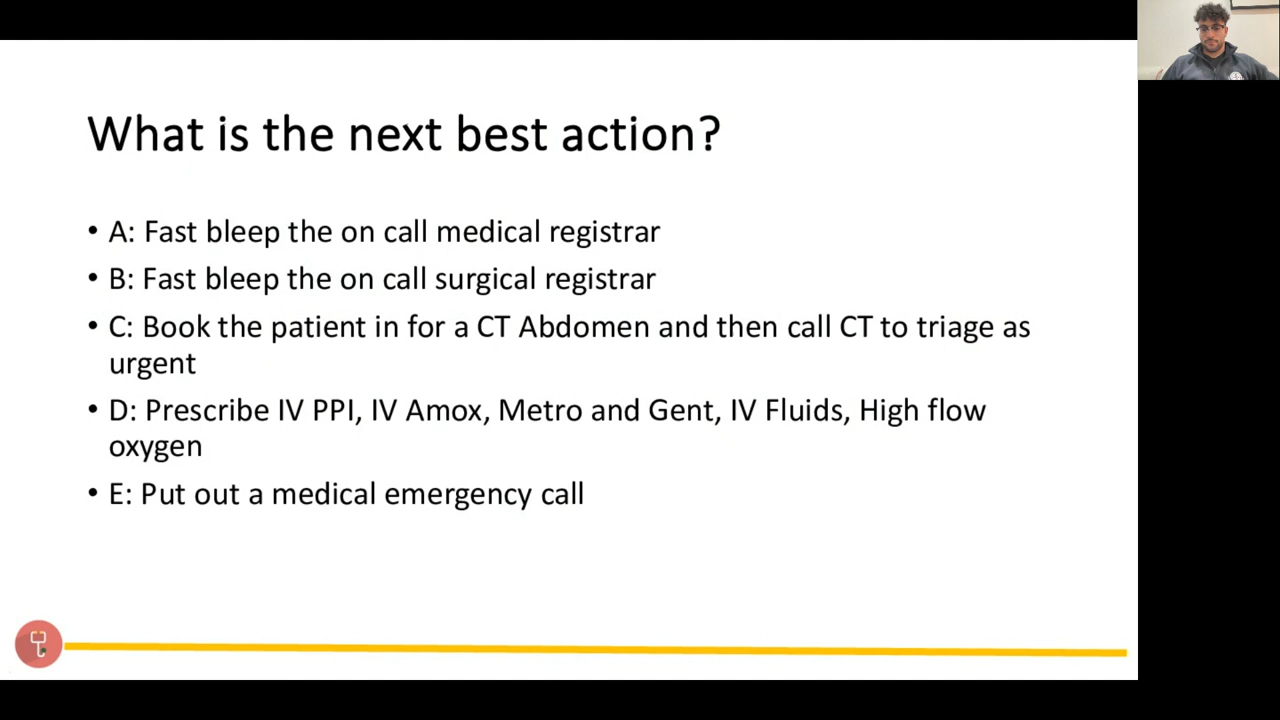 What is the next best action?
• A: Fast bleep the on call medical registrar
• B: Fast bleep the on call surgical registrar
• C: Book the patient in for a CT Abdomen and then call CT to triage as
urgent
• D: Prescribe IV PPI, IV Amox, Metro and Gent, IV Fluids, High flow
oxygen
• E: Put out a medical emergency call